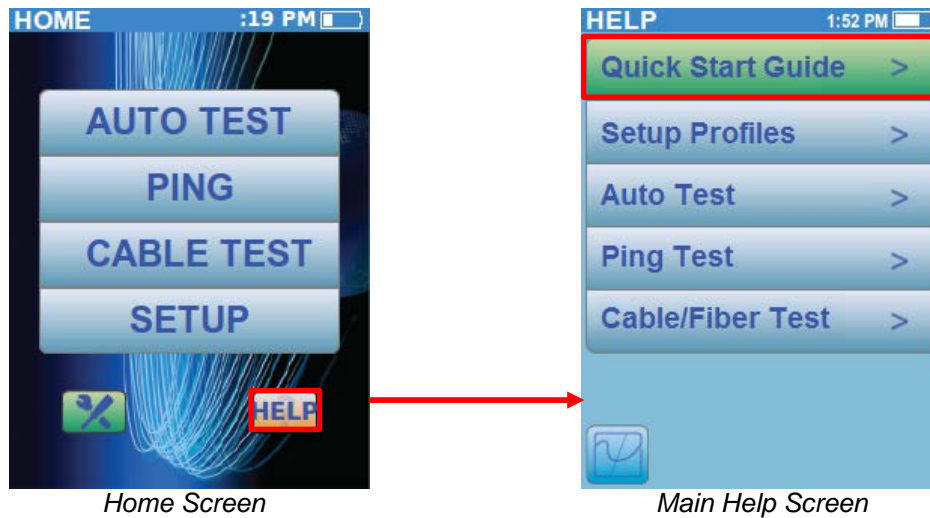 HOME :19 PM
AUTO TEST
PING
CABLE TEST
SETUP
HELP
Home Screen
HELP 1:52 PM
Quick Start Guide >
Setup Profiles >
Auto Test >
Ping Test >
Cable/Fiber Test >
Main Help Screen